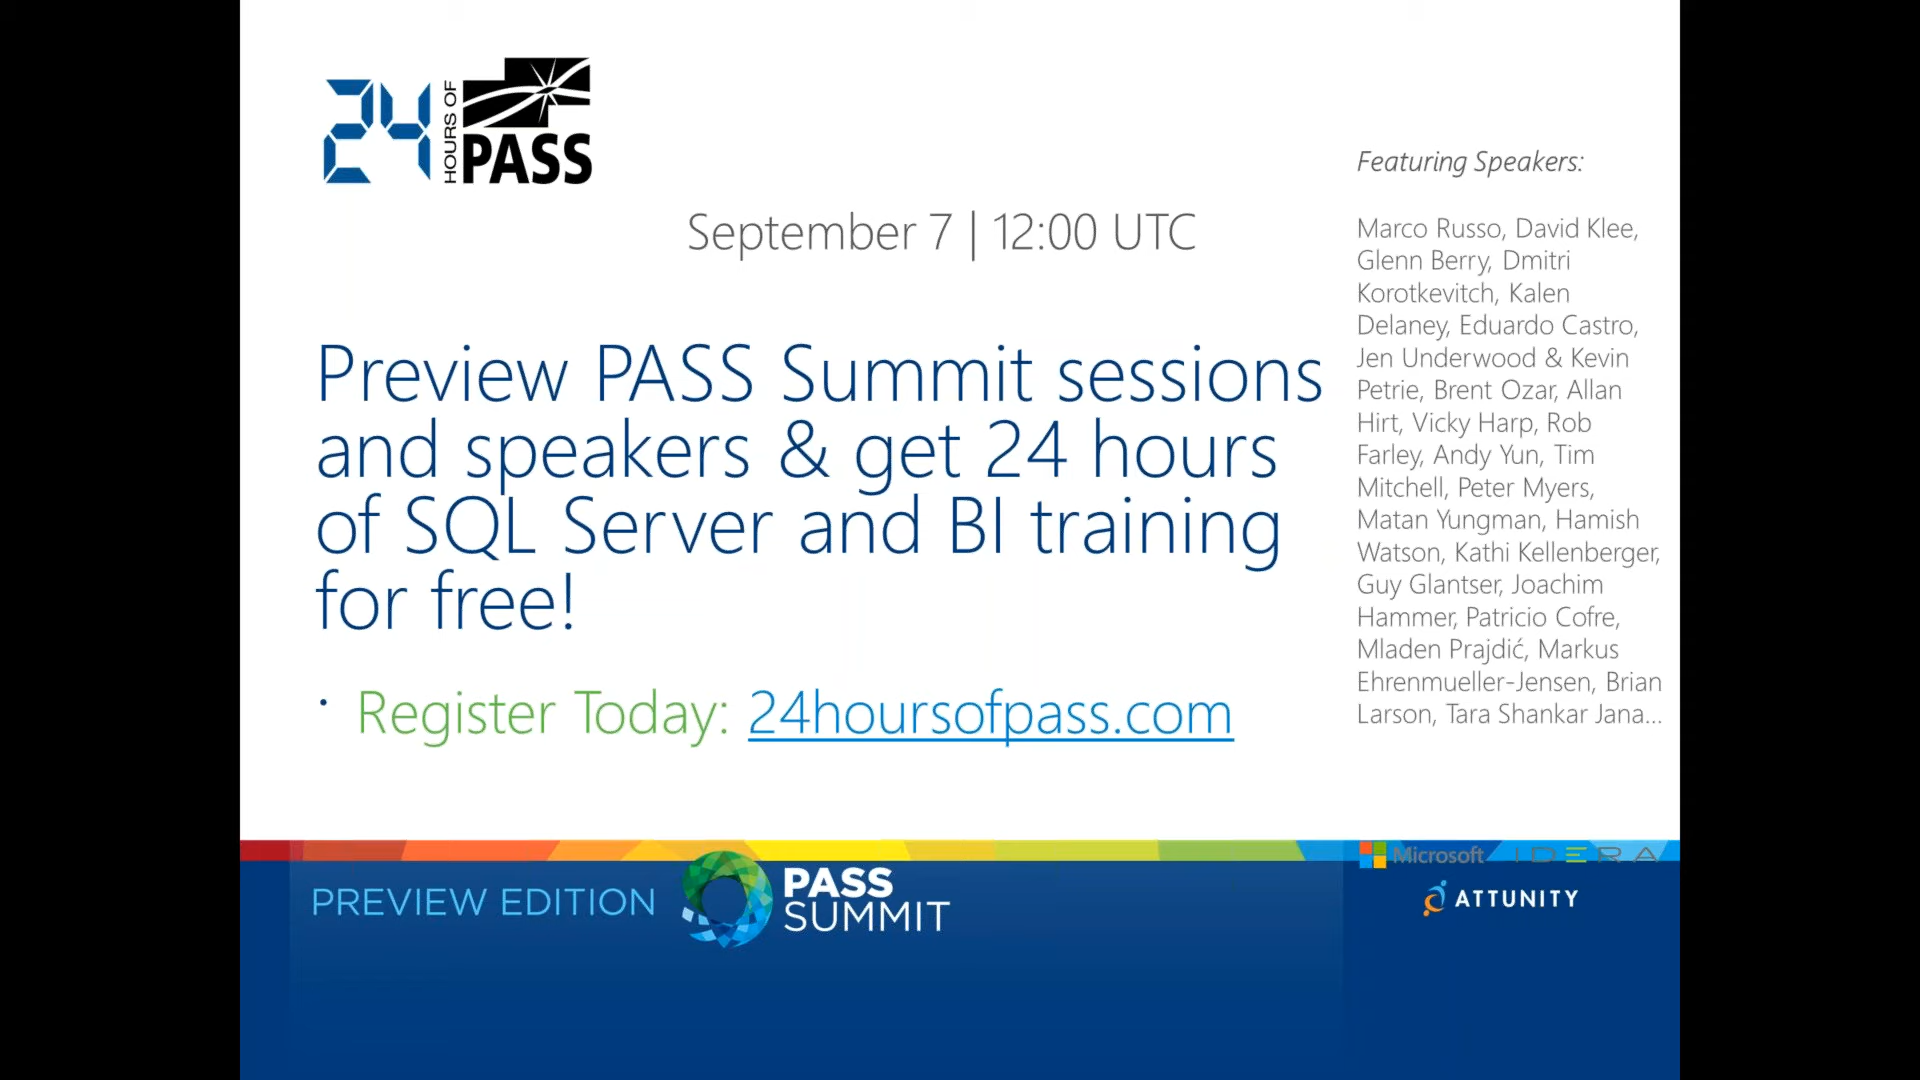 24 HOURS OF PASS
September 7 | 12:00 UTC
Preview PASS Summit sessions
and speakers & get 24 hours
of SQL Server and BI training
for free!
· Register Today: 24hoursofpass.com
Featuring Speakers:
Marco Russo, David Klee,
Glenn Berry, Dmitri
Korotkevitch, Kalen
Delaney, Eduardo Castro,
Jen Underwood & Kevin
Petrie, Brent Ozar, Allan
Hirt, Vicky Harp, Rob
Farley, Andy Yun, Tim
Mitchell, Peter Myers,
Matan Yungman, Hamish
Watson, Kathi Kellenberger,
Guy Glantser, Joachim
Hammer, Patricio Cofre,
Mladen Prajdić, Markus
Ehrenmueller-Jensen, Brian
Larson, Tara Shankar Jana...
PREVIEW EDITION
PASS
SUMMIT
Microsoft IDERA
ATTUNITY